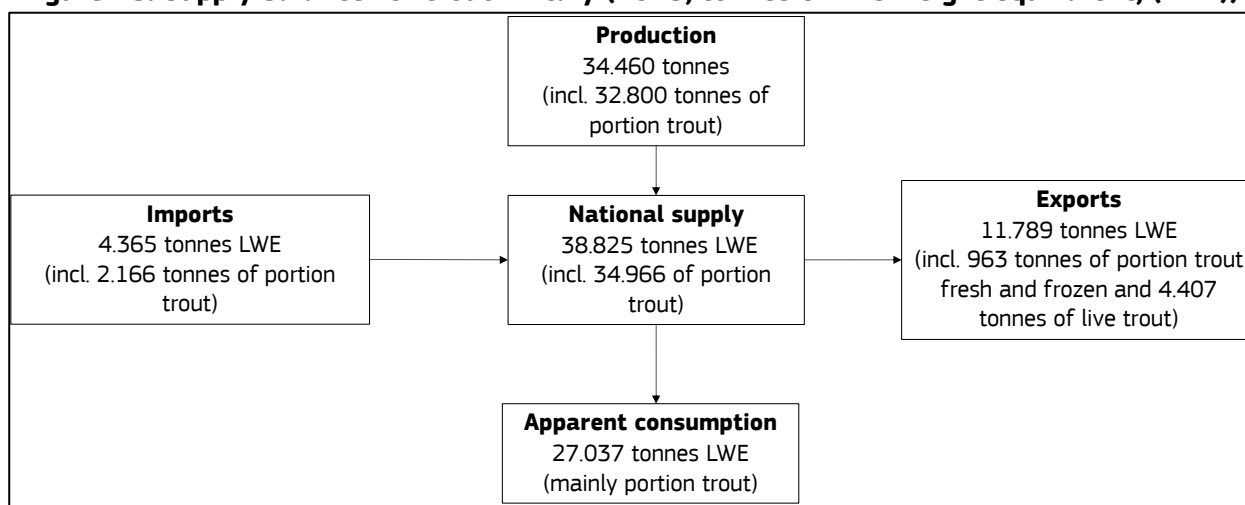 Production
34.460 tonnes
(incl. 32.800 tonnes of
portion trout)
Imports
4.365 tonnes LWE
(incl. 2.166 tonnes of portion
trout)
National supply
38.825 tonnes LWE
(incl. 34.966 of portion
trout)
Exports
11.789 tonnes LWE
(incl. 963 tonnes of portion trout
fresh and frozen and 4.407
tonnes of live trout)
Apparent consumption
27.037 tonnes LWE
(mainly portion trout)